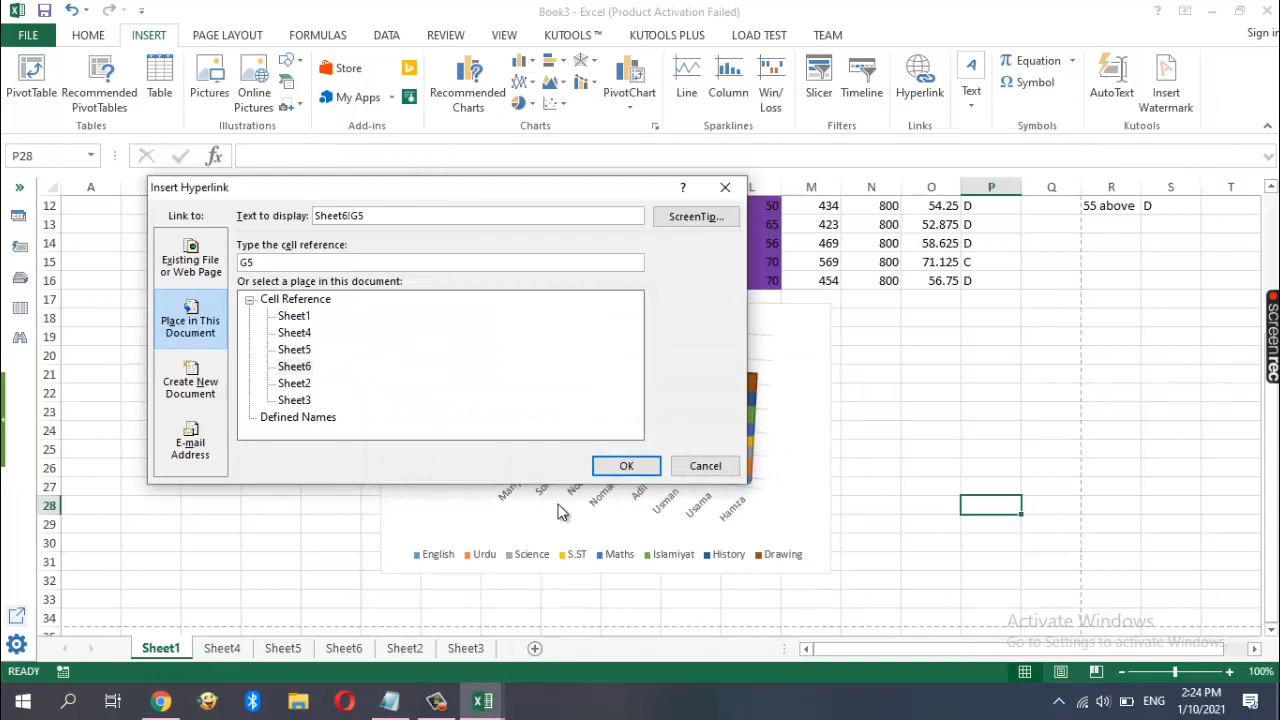 Book3 - Excel (Product Activation Failed)
FILE HOME INSERT PAGE LAYOUT FORMULAS DATA REVIEW VIEW KUTOOLS ™ KUTOOLS PLUS LOAD TEST TEAM Sign in
PivotTable Recommended PivotTables Table
Pictures Online Pictures
Store
My Apps
Recommended Charts
PivotChart
Line Column Win/Loss
Slicer Timeline
Hyperlink
Text
Equation
Symbol
AutoText Insert Watermark
Tables Illustrations Add-ins Charts Sparklines Filters Links Symbols Kutools
P28
A L M N O P Q R S T
12 50 434 800 54.25 D 55 above D
13 65 423 800 52.875 D
14 56 469 800 58.625 D
15 70 569 800 71.125 C
16 70 454 800 56.75 D
17
18
19
20
21
22
23
24
25
26
27
28
29
30
31
32
33
34
Insert Hyperlink
Link to:
Text to display: Sheet6!G5
ScreenTip...
Existing File or Web Page
Place in This Document
Create New Document
E-mail Address
Type the cell reference:
G5
Or select a place in this document:
Cell Reference
Sheet1
Sheet4
Sheet5
Sheet6
Sheet2
Sheet3
Defined Names
OK Cancel
Usman Usama Hamza
English Urdu Science S.ST Maths Islamiyat History Drawing
screenrec
Activate Windows
Go to Settings to activate Windows.
Sheet1 Sheet4 Sheet5 Sheet6 Sheet2 Sheet3
READY 100%
ENG
2:24 PM
1/10/2021